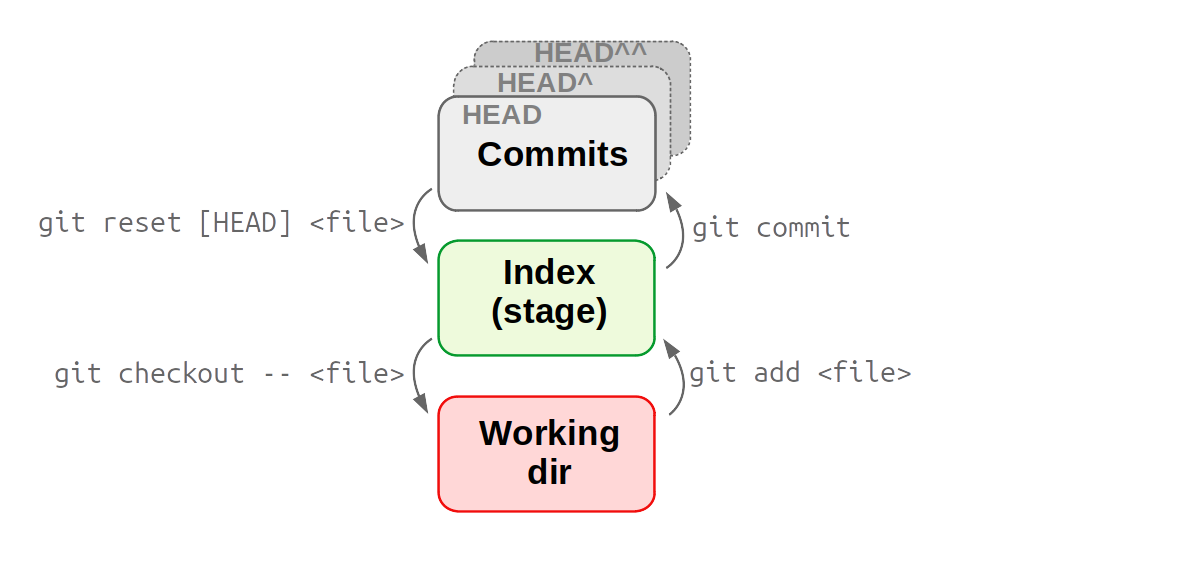 HEAD^^
HEAD^
HEAD
Commits
git reset [HEAD] <file>
git commit
Index
(stage)
git checkout -- <file>
git add <file>
Working
dir